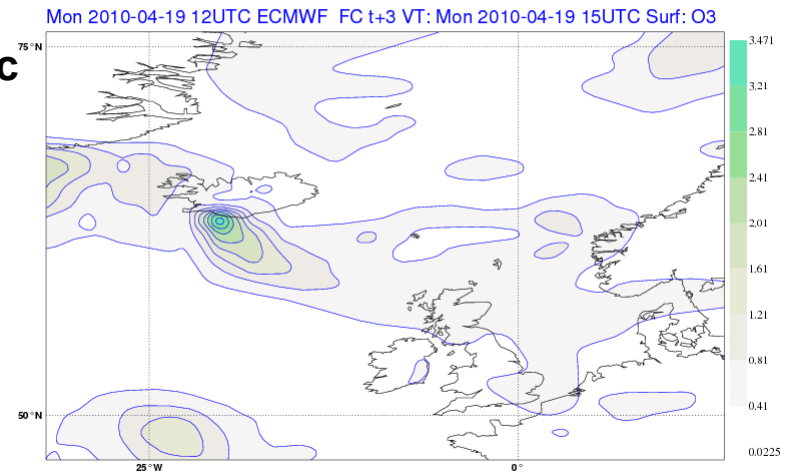 Mon 2010-04-19 12UTC ECMWF  FC t+3 VT: Mon 2010-04-19 15UTC Surf: O3
c
75°N
50°N
25°W
0°
3.471
3.21
2.81
2.41
2.01
1.61
1.21
0.81
0.41
0.0225